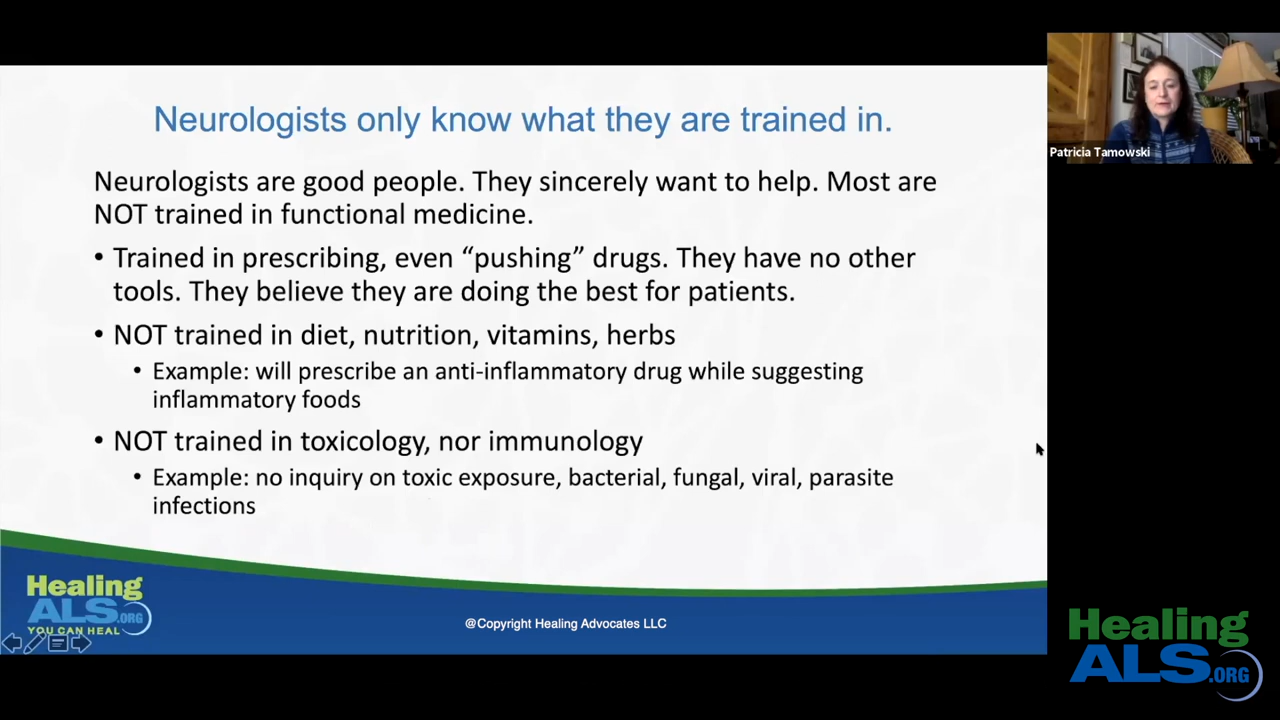 Neurologists only know what they are trained in.
Neurologists are good people. They sincerely want to help. Most are
NOT trained in functional medicine.
• Trained in prescribing, even “pushing” drugs. They have no other
tools. They believe they are doing the best for patients.
• NOT trained in diet, nutrition, vitamins, herbs
• Example: will prescribe an anti-inflammatory drug while suggesting
inflammatory foods
• NOT trained in toxicology, nor immunology
• Example: no inquiry on toxic exposure, bacterial, fungal, viral, parasite
infections
Healing
ALS.ORG
YOU CAN HEAL
@Copyright Healing Advocates LLC
Patricia Tamowski
Healing
ALS.ORG